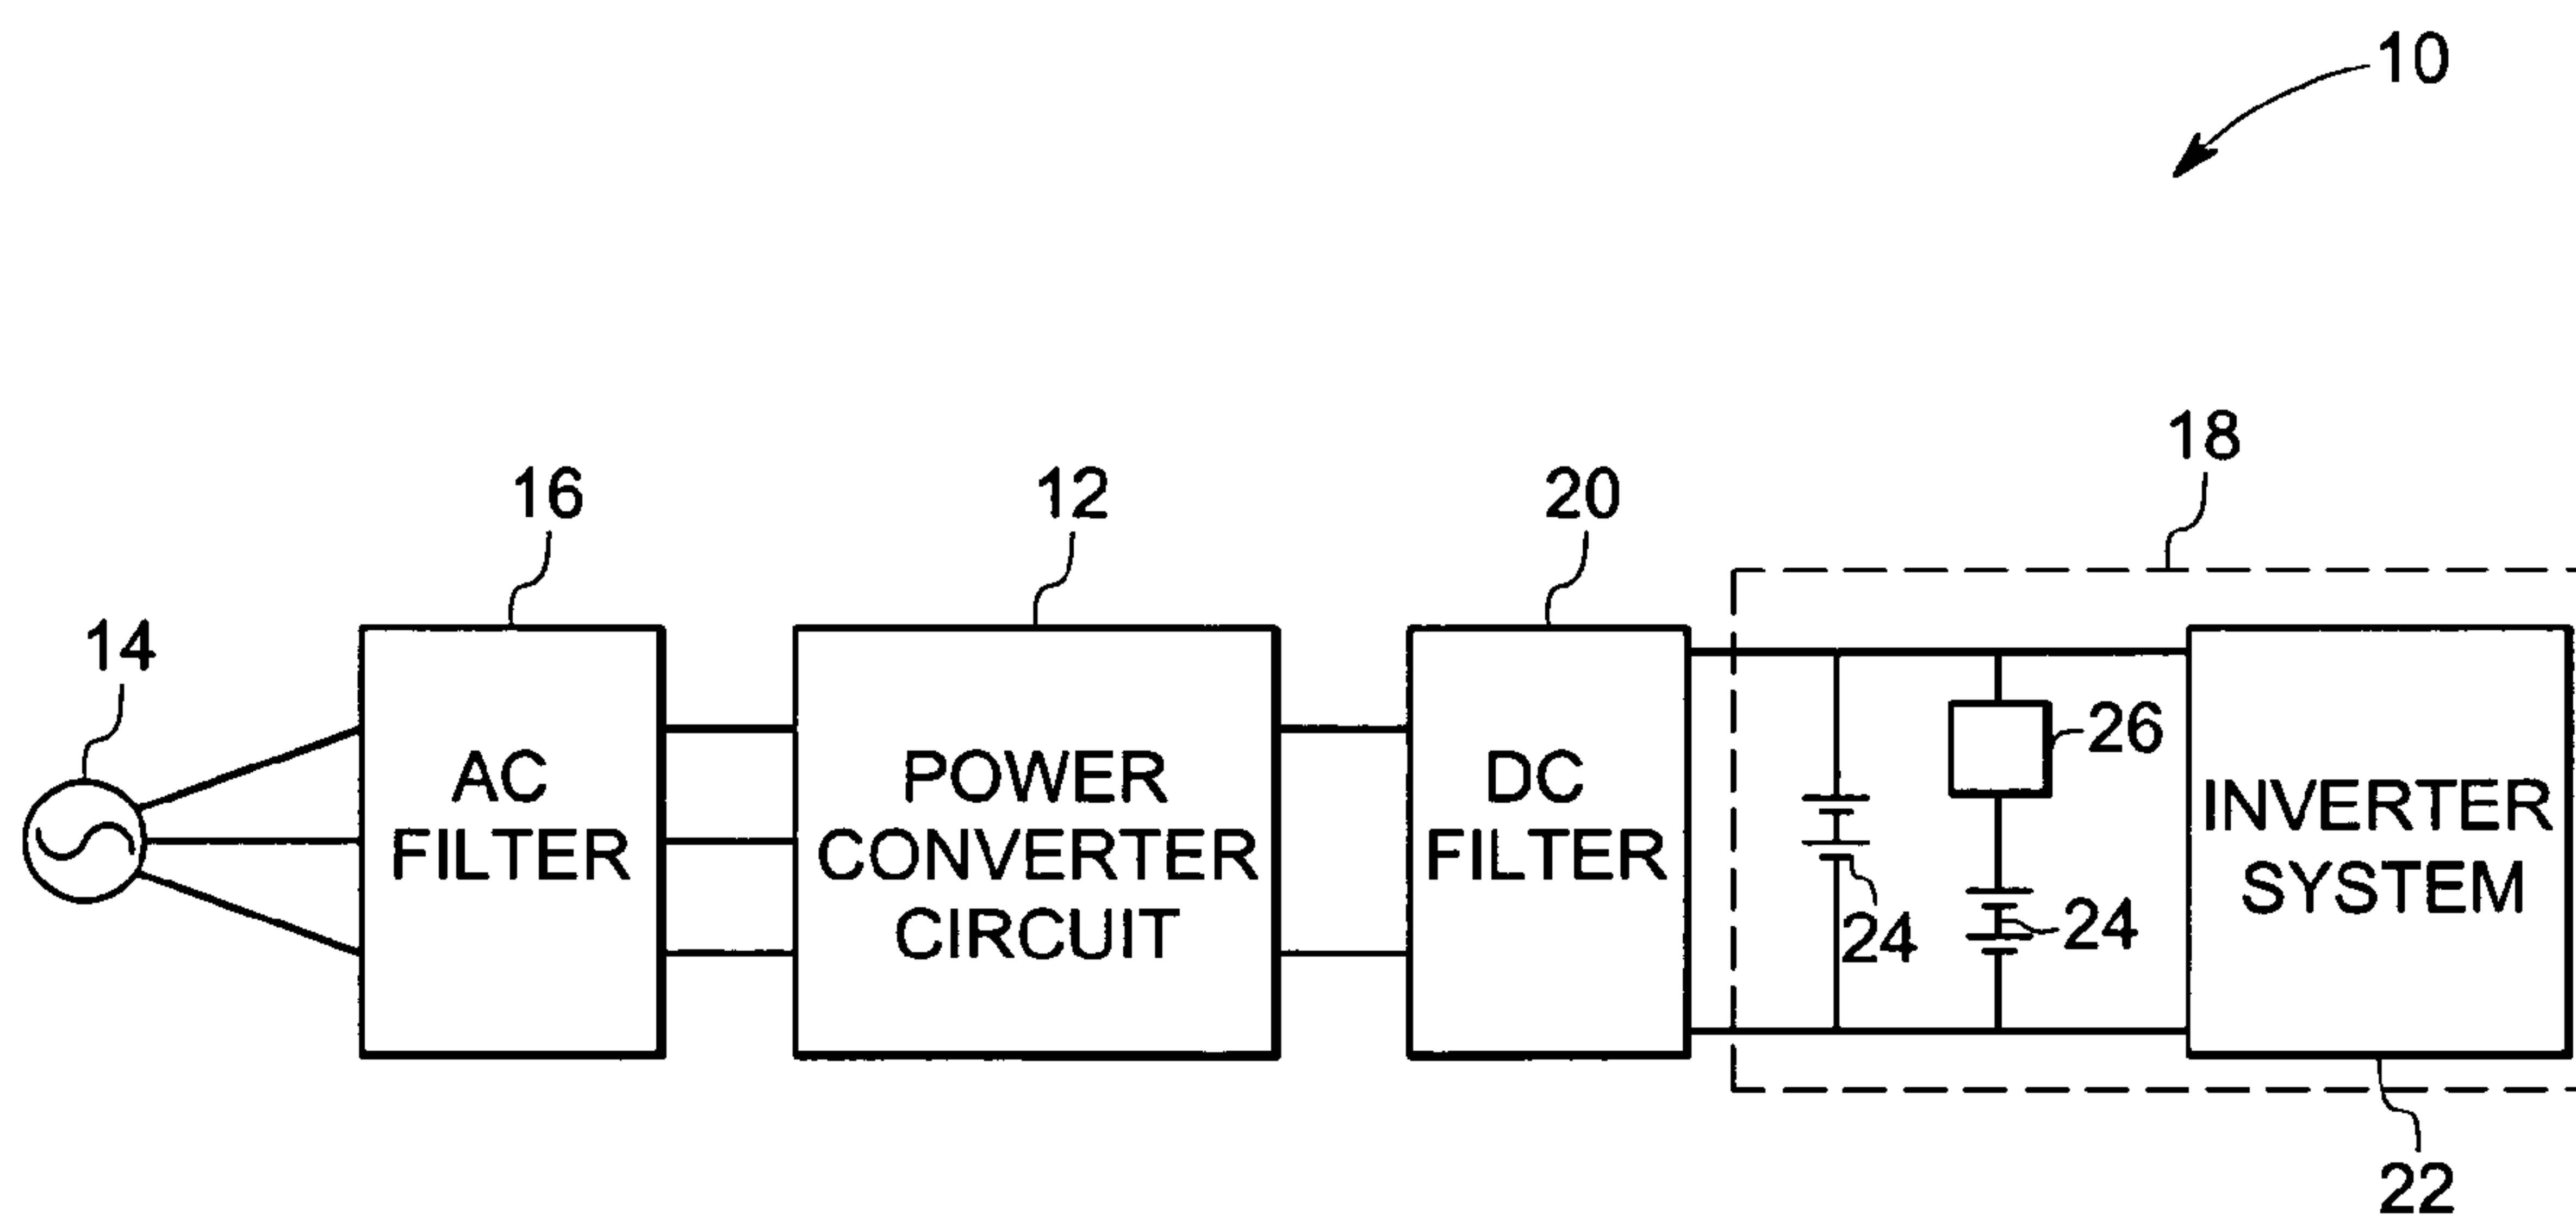 10
18
16
12
20
14
26
AC
FILTER
POWER
CONVERTER
CIRCUIT
DC
FILTER
24
24
INVERTER
SYSTEM
22